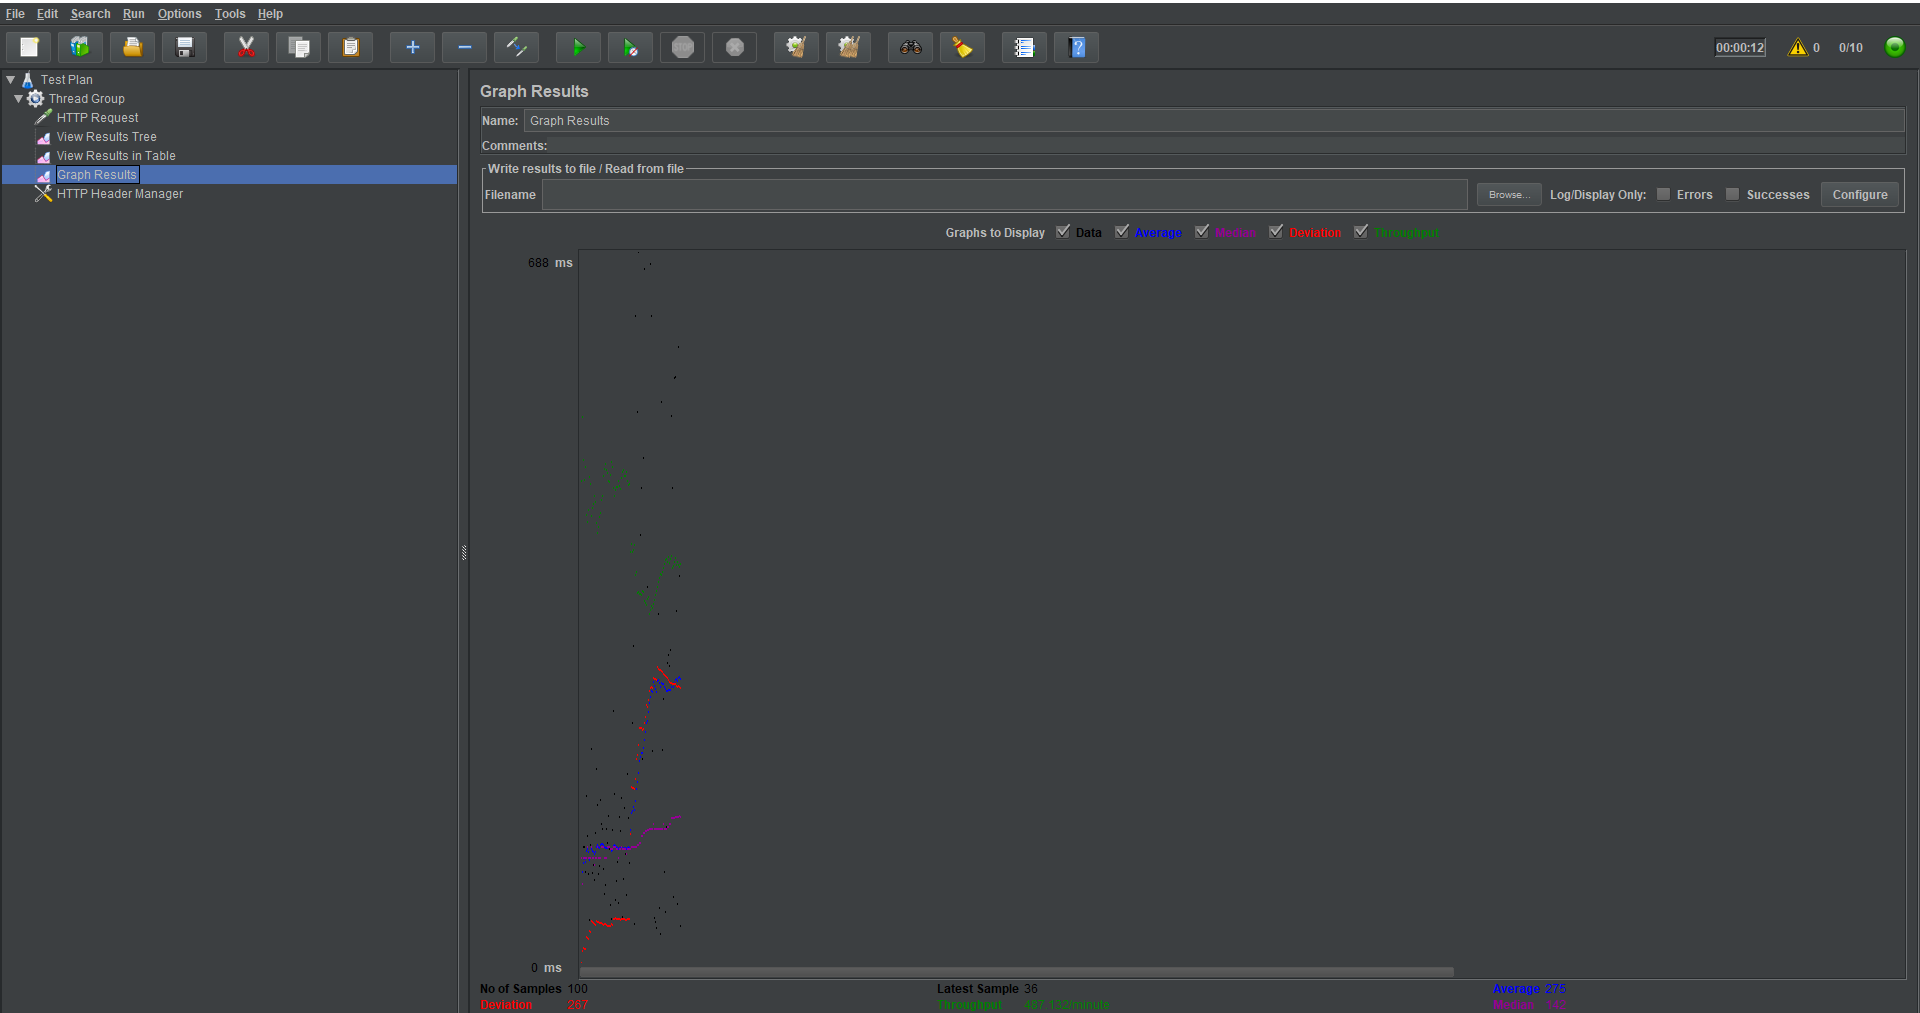 File Edit Search Run Options Tools Help
STOP
00:00:12 0 0/10
Test Plan
Thread Group
HTTP Request
View Results Tree
View Results in Table
Graph Results
HTTP Header Manager
Graph Results
Name: Graph Results
Comments:
Write results to file / Read from file
Filename Browse... Log/Display Only: Errors Successes Configure
Graphs to Display Data Average Median Deviation Throughput
688 ms
0 ms
No of Samples 100 Latest Sample 36 Average 275
Deviation 267 Throughput 487.132/minute Median